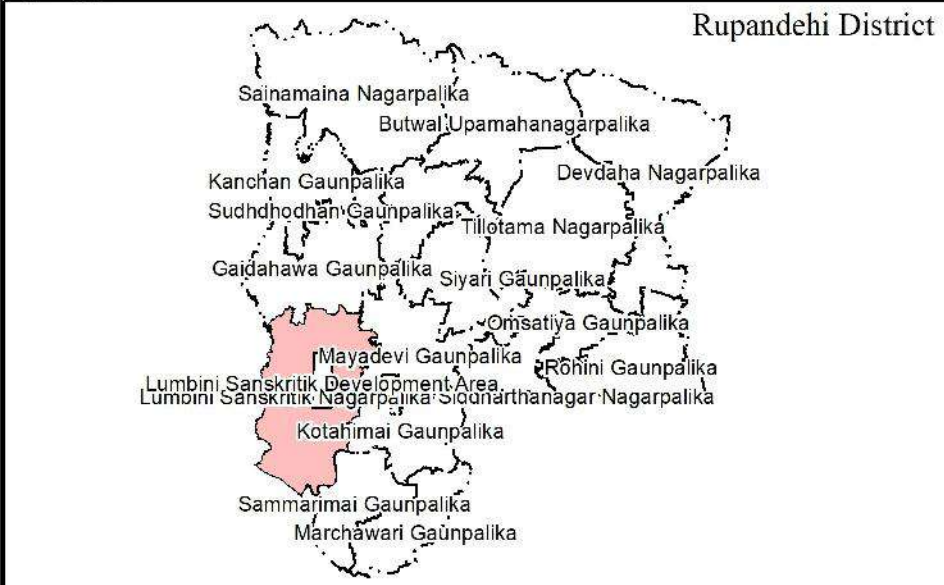 Rupandehi District
Sainamaina Nagarpalika
Butwal Upamahanagarpalika
Devdaha Nagarpalika
Kanchan Gaunpalika
Sudhdhodhan Gaunpalika
Tillotama Nagarpalika
Gaidahawa Gaunpalika
Siyari Gaunpalika
Omsatiya Gaunpalika
Mayadevi Gaunpalika
Rohini Gaunpalika
Lumbini Sanskritik Development Area
Lumbini Sanskritik Nagarpalika Siddharthanagar Nagarpalika
Kotahimai Gaunpalika
Sammarimai Gaunpalika
Marchawari Gaunpalika